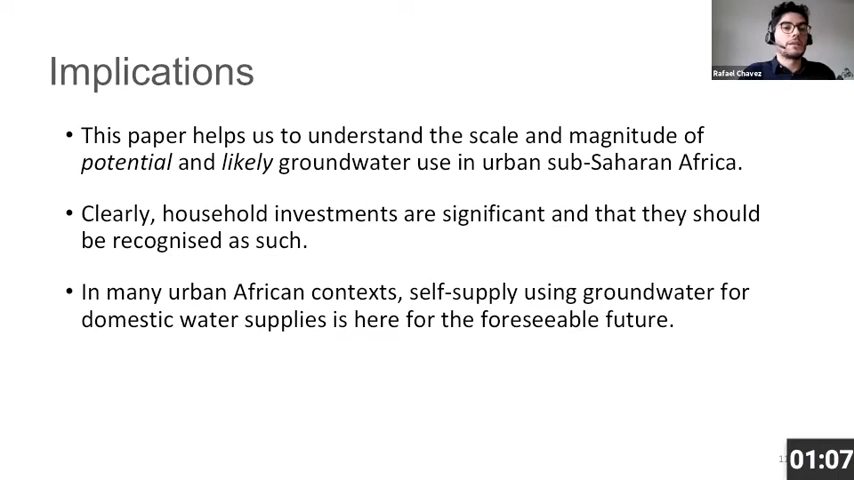 Implications
Rafael Chavez
• This paper helps us to understand the scale and magnitude of
potential and likely groundwater use in urban sub-Saharan Africa.
• Clearly, household investments are significant and that they should
be recognised as such.
• In many urban African contexts, self-supply using groundwater for
domestic water supplies is here for the foreseeable future.
01:07